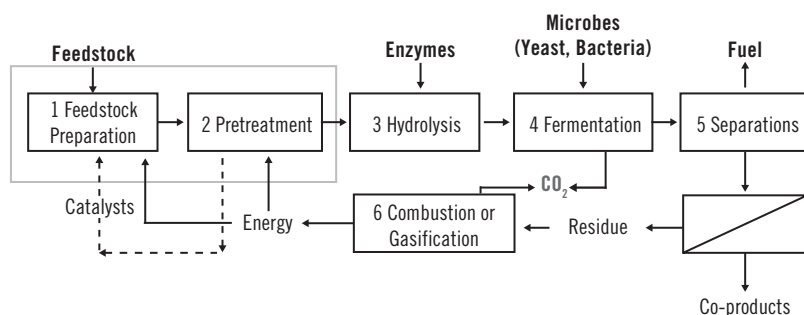 Feedstock
Enzymes
Microbes
(Yeast, Bacteria)
Fuel
1 Feedstock
Preparation
2 Pretreatment
3 Hydrolysis
4 Fermentation
5 Separations
Catalysts
Energy
6 Combustion or
Gasification
CO₂
Residue
Co-products